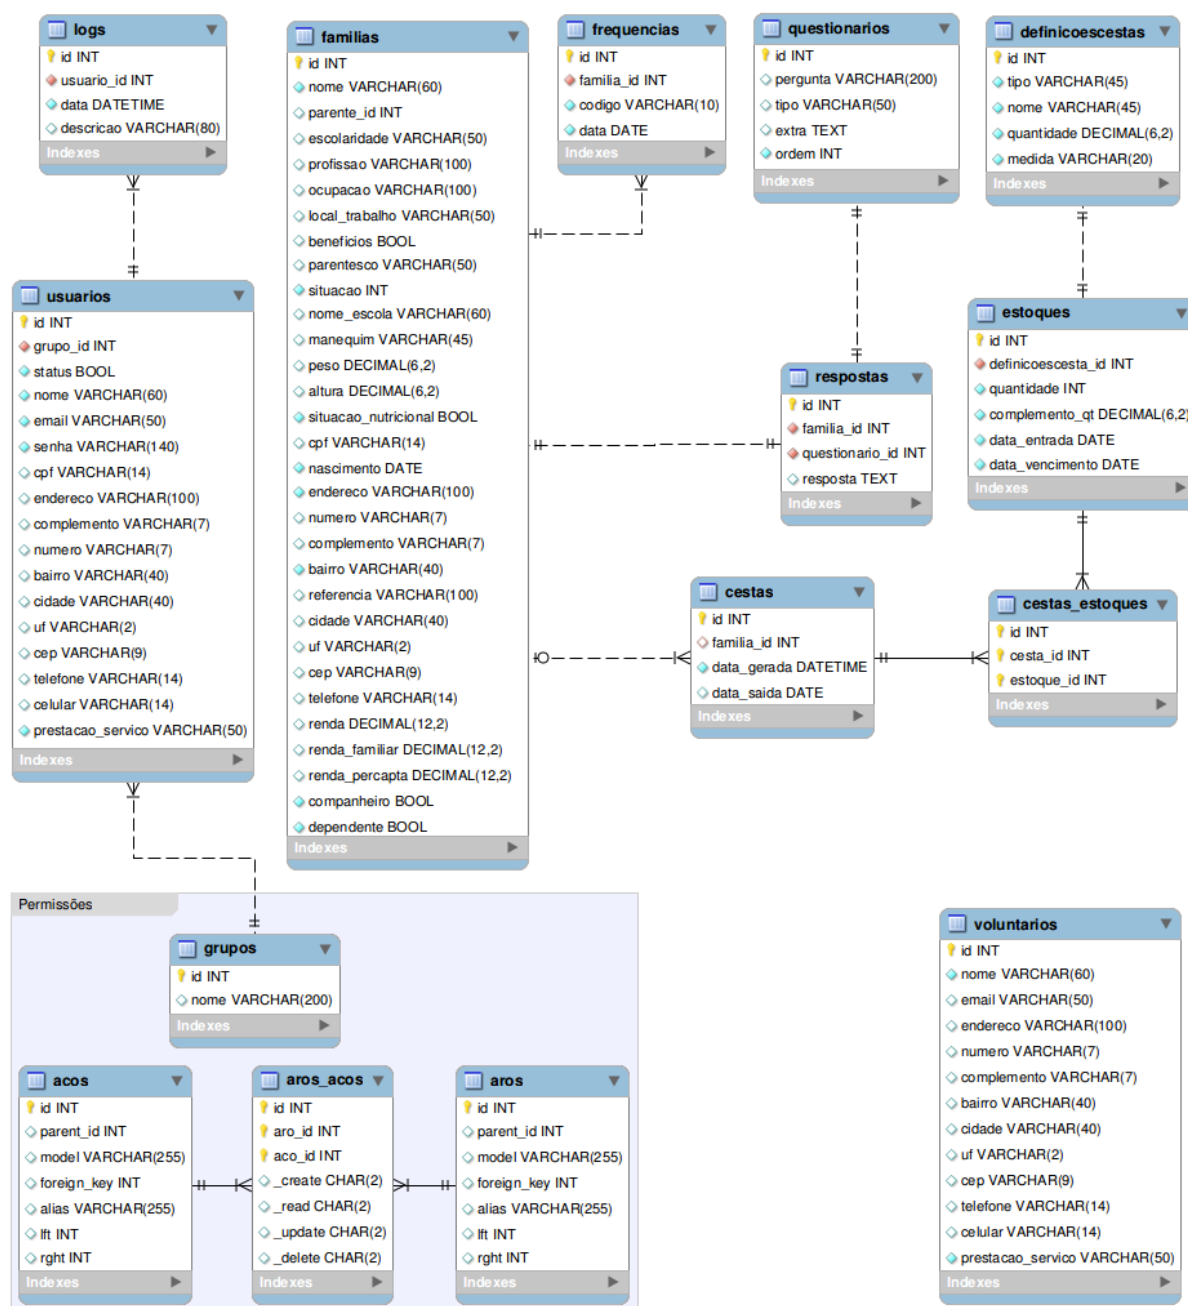 logs
id INT
usuario_id INT
data DATETIME
descricao VARCHAR(80)
Indexes
familias
id INT
nome VARCHAR(60)
parente_id INT
escolaridade VARCHAR(50)
profissao VARCHAR(100)
ocupacao VARCHAR(100)
local_trabalho VARCHAR(50)
beneficios BOOL
parentesco VARCHAR(50)
situacao INT
nome_escola VARCHAR(60)
manequim VARCHAR(45)
peso DECIMAL(6,2)
altura DECIMAL(6,2)
situacao_nutricional BOOL
cpf VARCHAR(14)
nascimento DATE
endereco VARCHAR(100)
numero VARCHAR(7)
complemento VARCHAR(7)
bairro VARCHAR(40)
referencia VARCHAR(100)
cidade VARCHAR(40)
uf VARCHAR(2)
cep VARCHAR(9)
telefone VARCHAR(14)
renda DECIMAL(12,2)
renda_familiar DECIMAL(12,2)
renda_percapta DECIMAL(12,2)
companheiro BOOL
dependente BOOL
Indexes
frequencias
id INT
familia_id INT
codigo VARCHAR(10)
data DATE
Indexes
questionarios
id INT
pergunta VARCHAR(200)
tipo VARCHAR(50)
extra TEXT
ordem INT
Indexes
definicoescestas
id INT
tipo VARCHAR(45)
nome VARCHAR(45)
quantidade DECIMAL(6,2)
medida VARCHAR(20)
Indexes
usuarios
id INT
grupo_id INT
status BOOL
nome VARCHAR(60)
email VARCHAR(50)
senha VARCHAR(140)
cpf VARCHAR(14)
endereco VARCHAR(100)
complemento VARCHAR(7)
numero VARCHAR(7)
bairro VARCHAR(40)
cidade VARCHAR(40)
uf VARCHAR(2)
cep VARCHAR(9)
telefone VARCHAR(14)
celular VARCHAR(14)
prestacao_servico VARCHAR(50)
Indexes
respostas
id INT
familia_id INT
questionario_id INT
resposta TEXT
Indexes
estoques
id INT
definicoescesta_id INT
quantidade INT
complemento_qt DECIMAL(6,2)
data_entrada DATE
data_vencimento DATE
Indexes
cestas
id INT
familia_id INT
data_gerada DATETIME
data_saida DATE
Indexes
cestas_estoques
id INT
cesta_id INT
estoque_id INT
Indexes
Permissões
grupos
id INT
nome VARCHAR(200)
Indexes
acos
id INT
parent_id INT
model VARCHAR(255)
foreign_key INT
alias VARCHAR(255)
lft INT
rght INT
Indexes
aros_acos
id INT
aro_id INT
aco_id INT
_create CHAR(2)
_read CHAR(2)
_update CHAR(2)
_delete CHAR(2)
Indexes
aros
id INT
parent_id INT
model VARCHAR(255)
foreign_key INT
alias VARCHAR(255)
lft INT
rght INT
Indexes
voluntarios
id INT
nome VARCHAR(60)
email VARCHAR(50)
endereco VARCHAR(100)
numero VARCHAR(7)
complemento VARCHAR(7)
bairro VARCHAR(40)
cidade VARCHAR(40)
uf VARCHAR(2)
cep VARCHAR(9)
telefone VARCHAR(14)
celular VARCHAR(14)
prestacao_servico VARCHAR(50)
Indexes